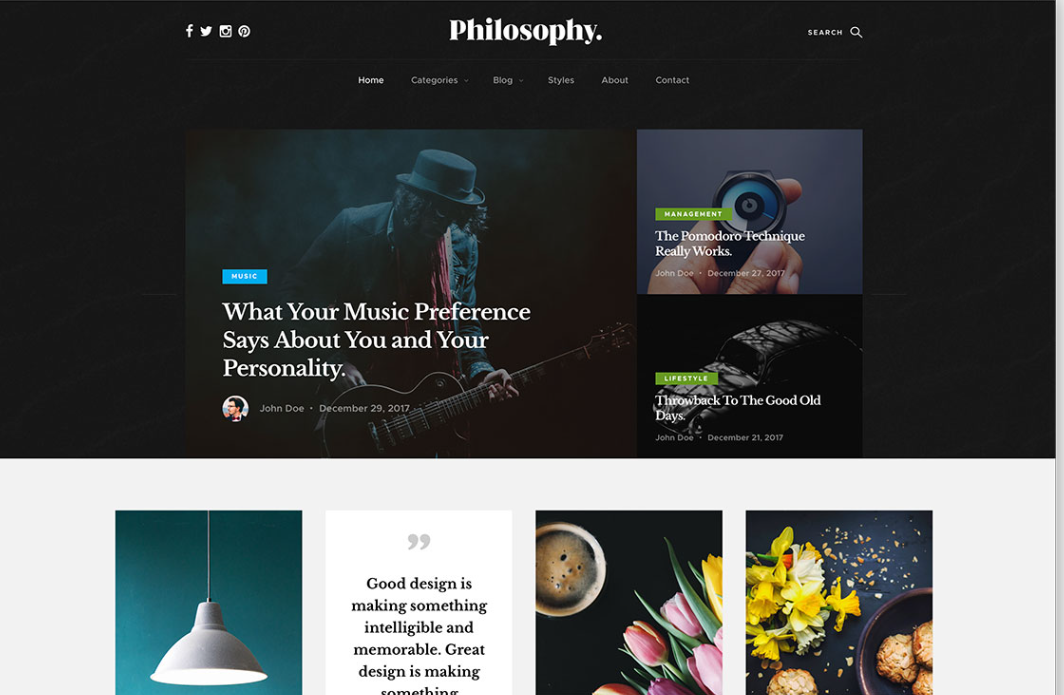 Philosophy.
SEARCH
Home Categories Blog Styles About Contact
MUSIC
What Your Music Preference
Says About You and Your
Personality.
John Doe • December 29, 2017
MANAGEMENT
The Pomodoro Technique
Really Works.
John Doe • December 27, 2017
LIFESTYLE
Throwback To The Good Old
Days.
John Doe • December 21, 2017
”
Good design is
making something
intelligible and
memorable. Great
design is making
something